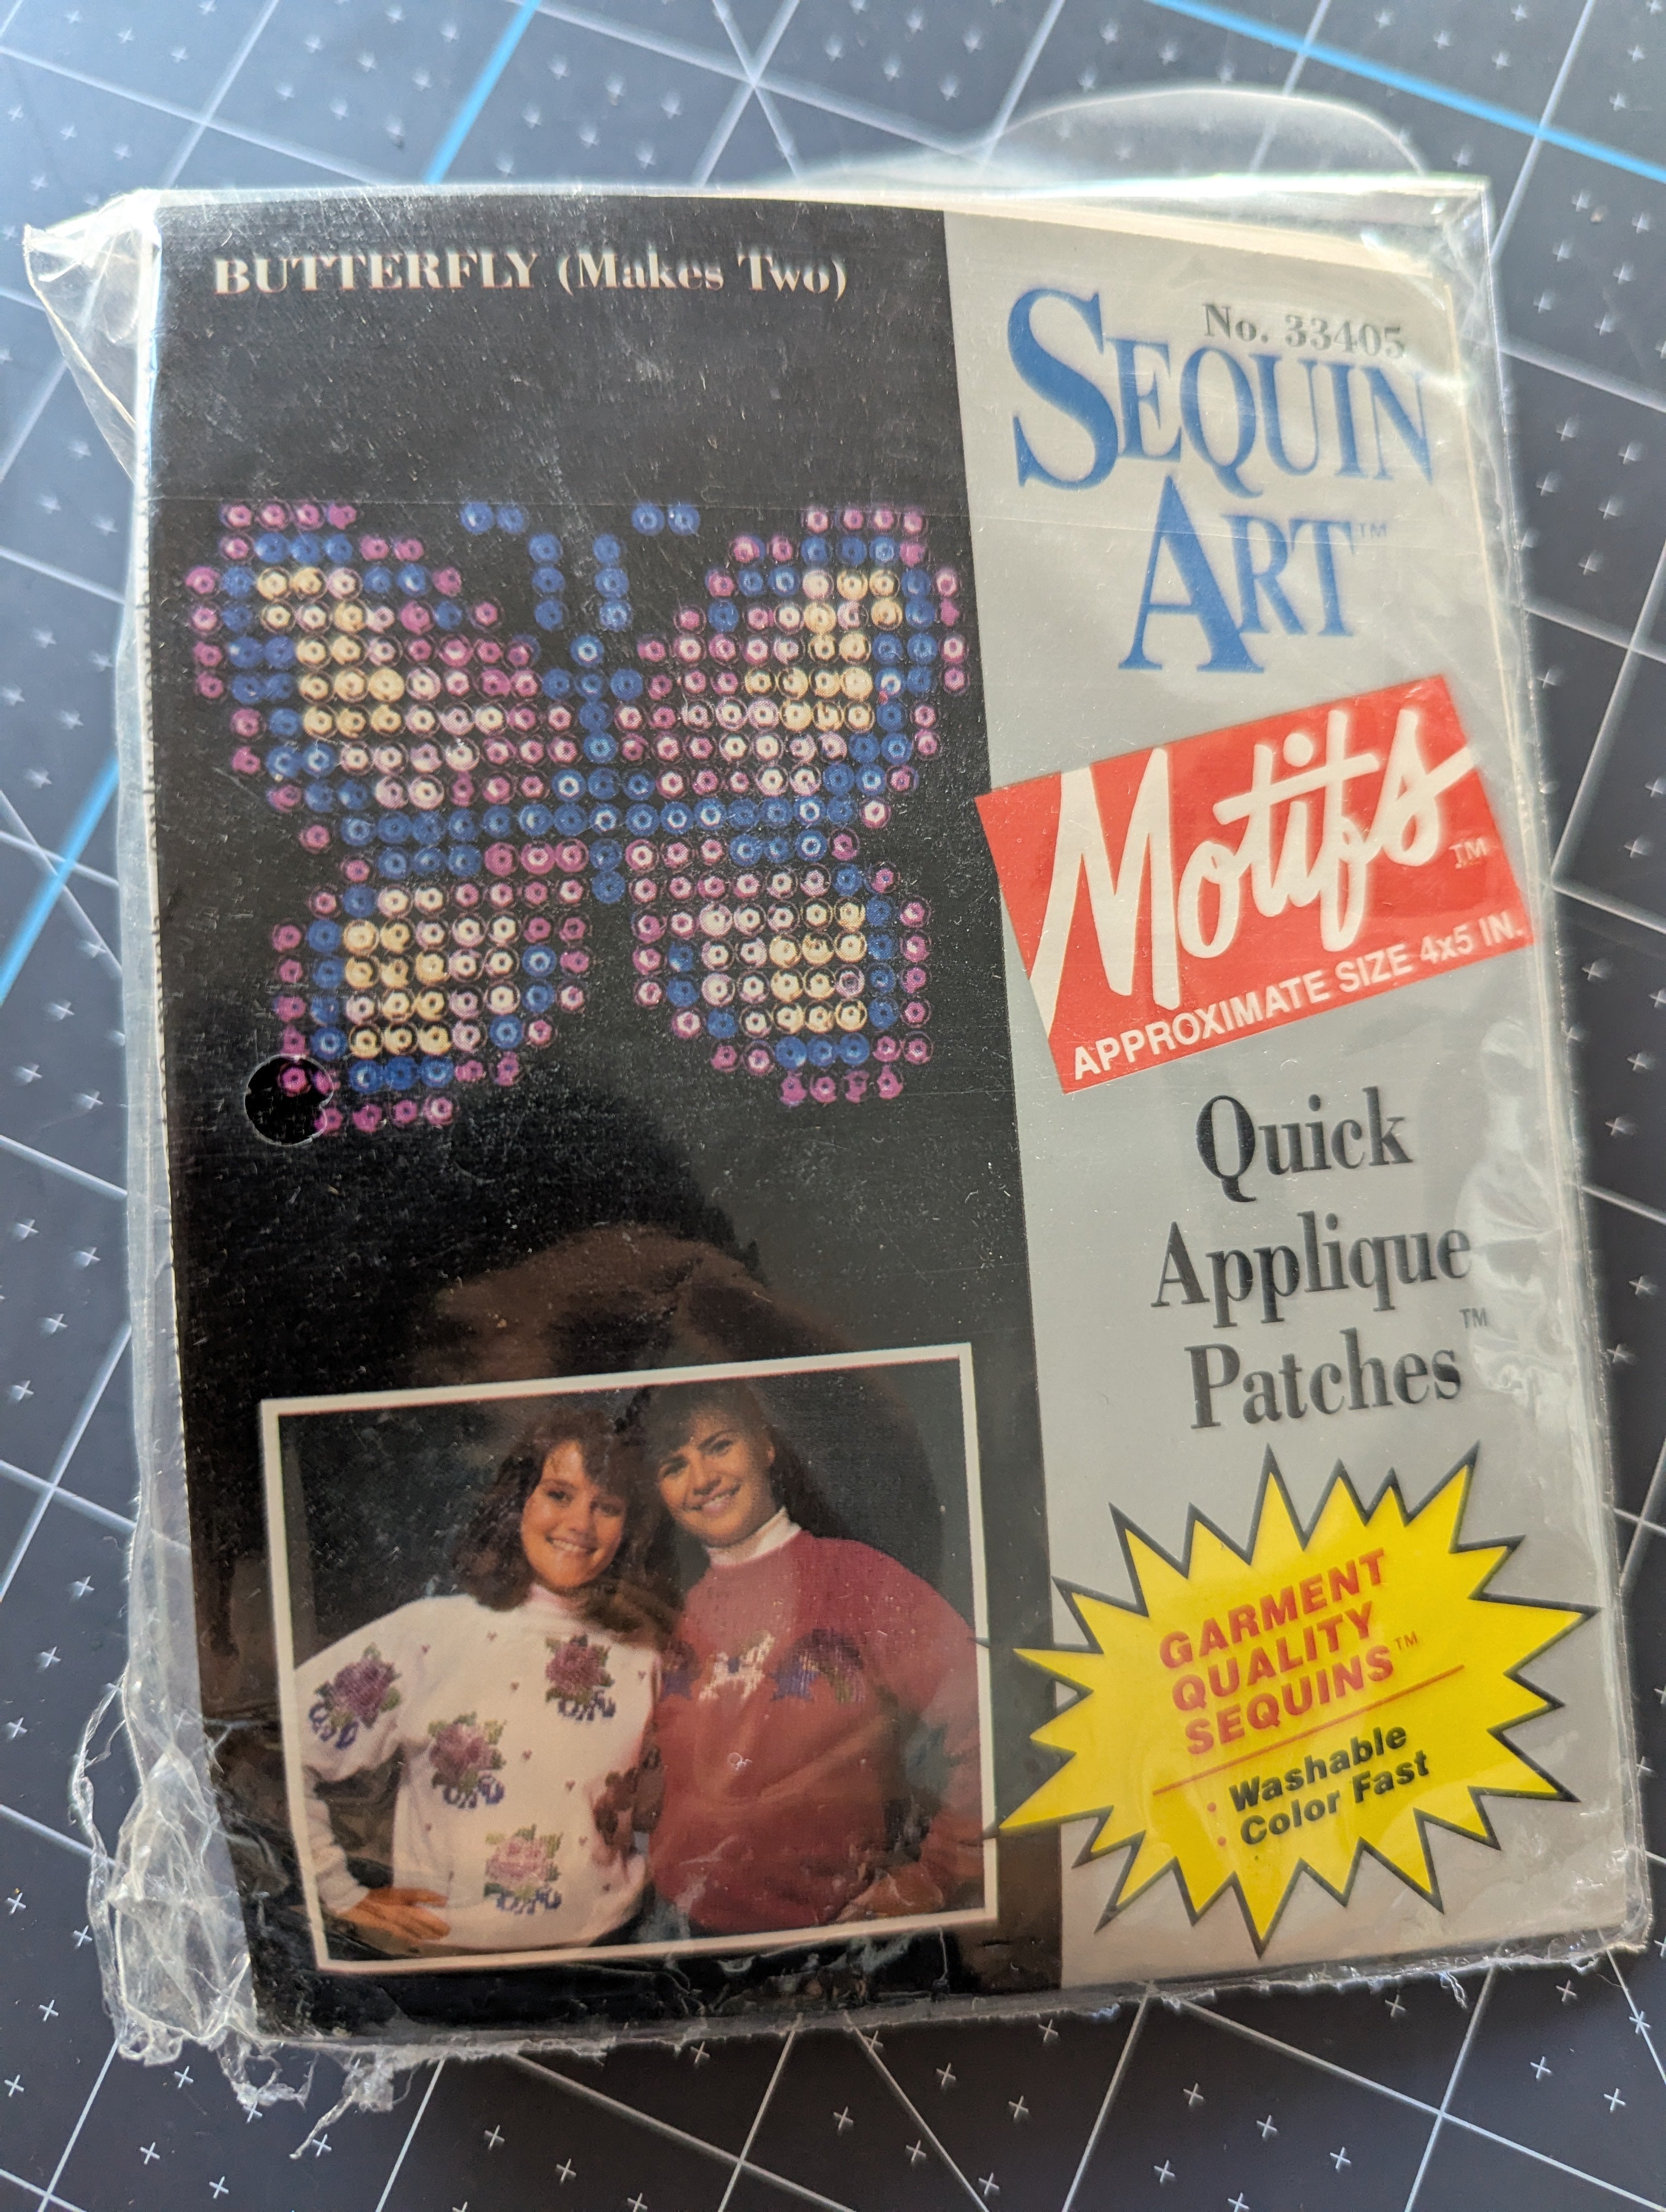 BUTTERFLY (Makes Two)
No. 33405
SEQUIN
ART™
Motifs™
APPROXIMATE SIZE 4x5 IN.
Quick
Applique
Patches™
GARMENT
QUALITY
SEQUINS™
• Washable
• Color Fast